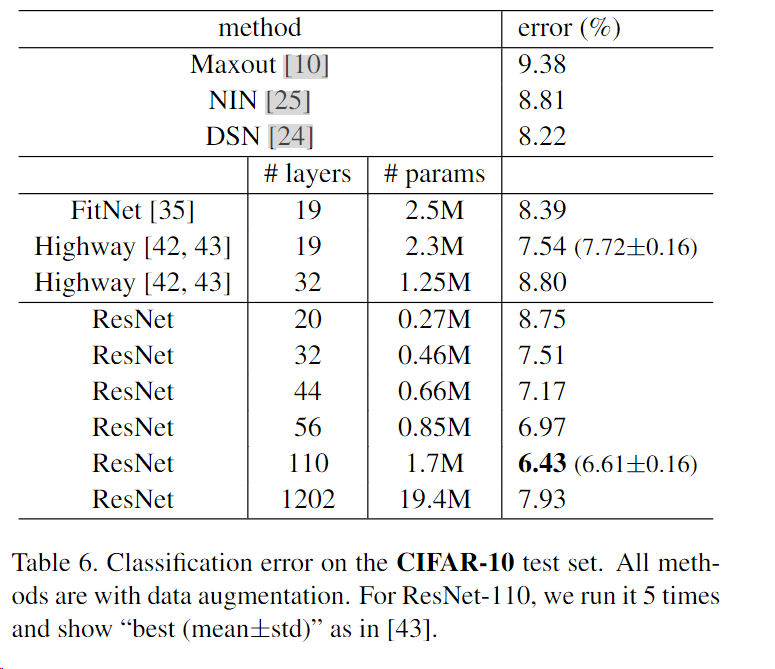 method error (%)
Maxout [10] 9.38
NIN [25] 8.81
DSN [24] 8.22
# layers # params
FitNet [35] 19 2.5M 8.39
Highway [42, 43] 19 2.3M 7.54 (7.72±0.16)
Highway [42, 43] 32 1.25M 8.80
ResNet 20 0.27M 8.75
ResNet 32 0.46M 7.51
ResNet 44 0.66M 7.17
ResNet 56 0.85M 6.97
ResNet 110 1.7M 6.43 (6.61±0.16)
ResNet 1202 19.4M 7.93
Table 6. Classification error on the CIFAR-10 test set. All meth-
ods are with data augmentation. For ResNet-110, we run it 5 times
and show “best (mean±std)” as in [43].